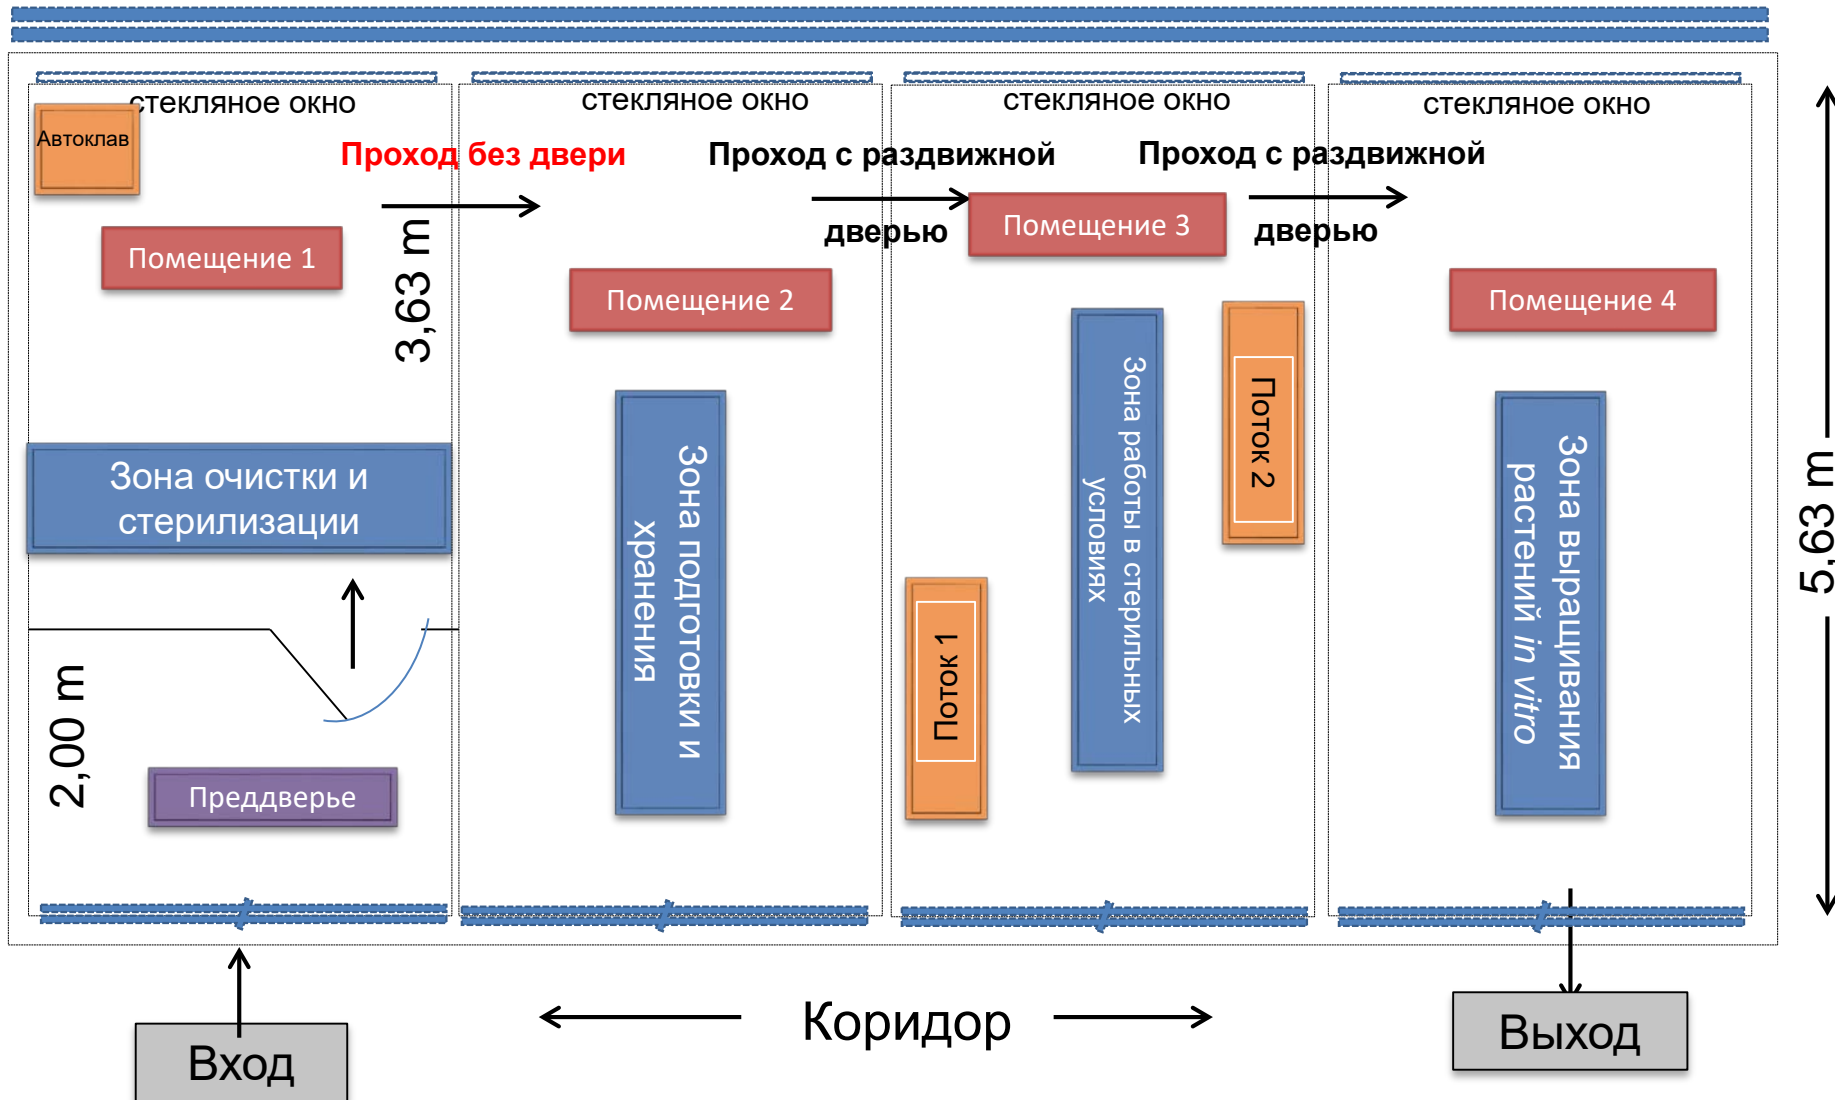 стекляное окно
стекляное окно
стекляное окно
стекляное окно
Автоклав
Проход без двери
Проход с раздвижной
дверью
Проход с раздвижной
дверью
Помещение 1
Помещение 2
Помещение 3
Помещение 4
3,63 m
Зона очистки и
стерилизации
Зона подготовки и
хранения
Зона работы в стерильных
условиях
Поток 2
Поток 1
Зона выращивания
растений in vitro
5,63 m
2,00 m
Преддверье
Вход
Коридор
Выход